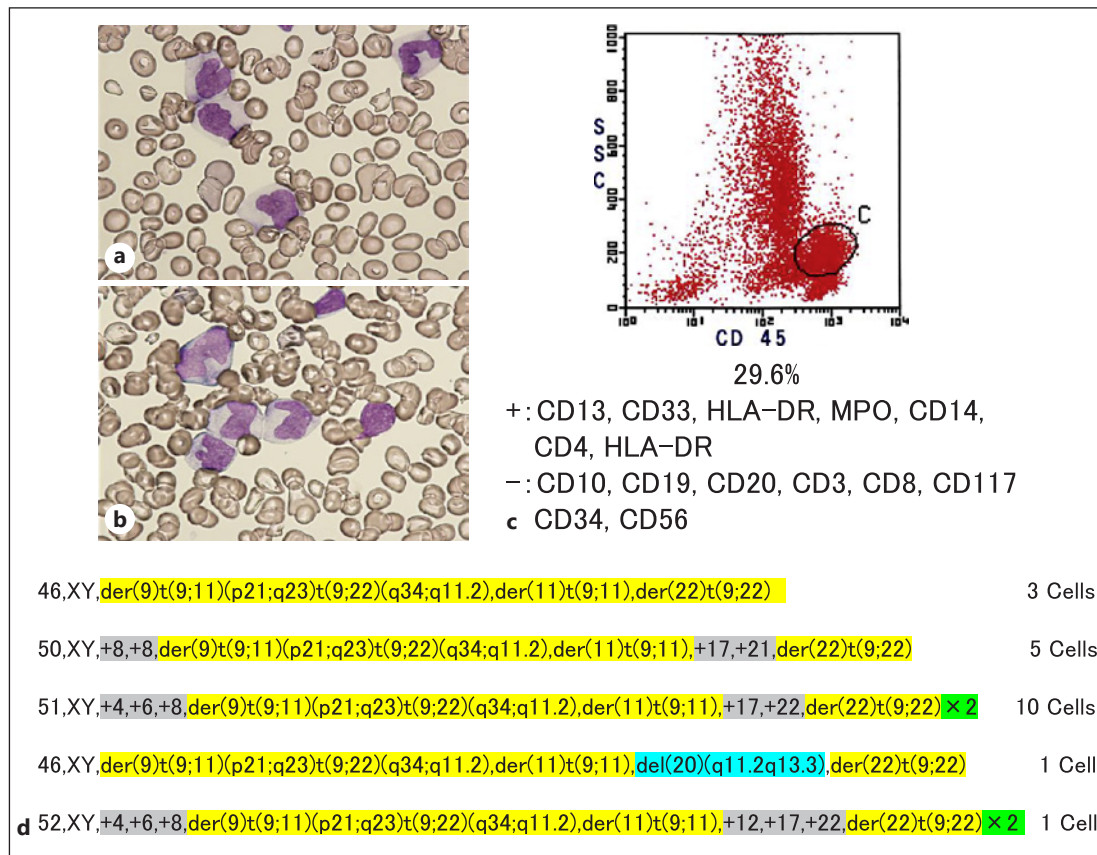 a
b
1000
800
600
400
200
0
S
S
C
C
10⁰ 10¹ 10² 10³ 10⁴
CD 45
29.6%
+: CD13, CD33, HLA-DR, MPO, CD14,
CD4, HLA-DR
−: CD10, CD19, CD20, CD3, CD8, CD117
c CD34, CD56
46,XY,der(9)t(9;11)(p21;q23)t(9;22)(q34;q11.2),der(11)t(9;11),der(22)t(9;22) 3 Cells
50,XY,+8,+8,der(9)t(9;11)(p21;q23)t(9;22)(q34;q11.2),der(11)t(9;11),+17,+21,der(22)t(9;22) 5 Cells
51,XY,+4,+6,+8,der(9)t(9;11)(p21;q23)t(9;22)(q34;q11.2),der(11)t(9;11),+17,+22,der(22)t(9;22)×2 10 Cells
46,XY,der(9)t(9;11)(p21;q23)t(9;22)(q34;q11.2),der(11)t(9;11),del(20)(q11.2q13.3),der(22)t(9;22) 1 Cell
d 52,XY,+4,+6,+8,der(9)t(9;11)(p21;q23)t(9;22)(q34;q11.2),der(11)t(9;11),+12,+17,+22,der(22)t(9;22)×2 1 Cell